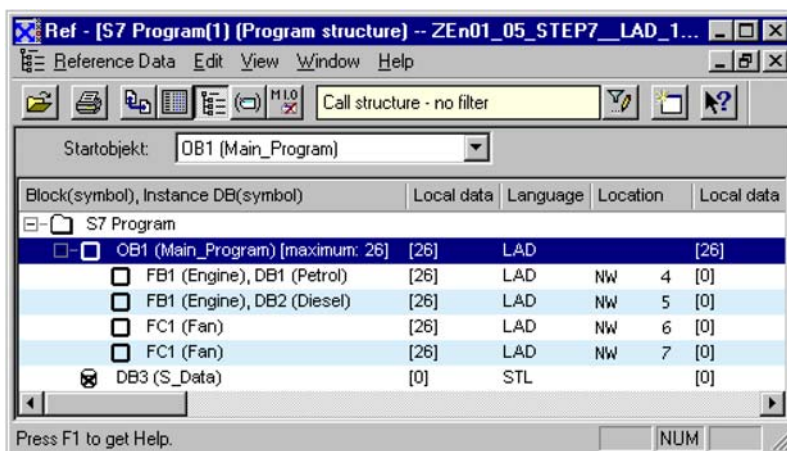 Ref - [S7 Program(1) (Program structure) -- ZEn01_05_STEP7__LAD_1...
Reference Data Edit View Window Help
M I.O Call structure - no filter
Startobjekt: OB1 (Main_Program)
Block(symbol), Instance DB(symbol) Local data Language Location Local data
S7 Program
OB1 (Main_Program) [maximum: 26] [26] LAD [26]
FB1 (Engine), DB1 (Petrol) [26] LAD NW 4 [0]
FB1 (Engine), DB2 (Diesel) [26] LAD NW 5 [0]
FC1 (Fan) [26] LAD NW 6 [0]
FC1 (Fan) [26] LAD NW 7 [0]
DB3 (S_Data) [0] STL [0]
Press F1 to get Help. NUM